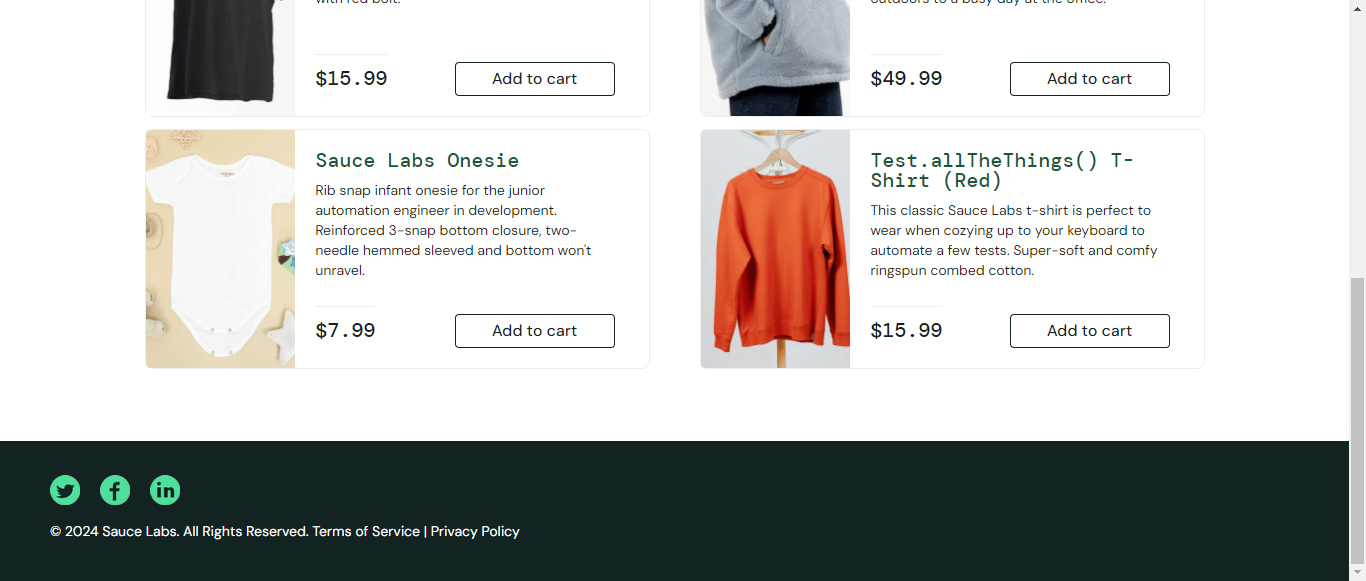 with red bolt.
outdoors to a busy day at the office.
$15.99
Add to cart
$49.99
Add to cart
Sauce Labs Onesie
Rib snap infant onesie for the junior
automation engineer in development.
Reinforced 3-snap bottom closure, two-
needle hemmed sleeved and bottom won't
unravel.
$7.99
Add to cart
Test.allTheThings() T-
Shirt (Red)
This classic Sauce Labs t-shirt is perfect to
wear when cozying up to your keyboard to
automate a few tests. Super-soft and comfy
ringspun combed cotton.
$15.99
Add to cart
© 2024 Sauce Labs. All Rights Reserved. Terms of Service | Privacy Policy